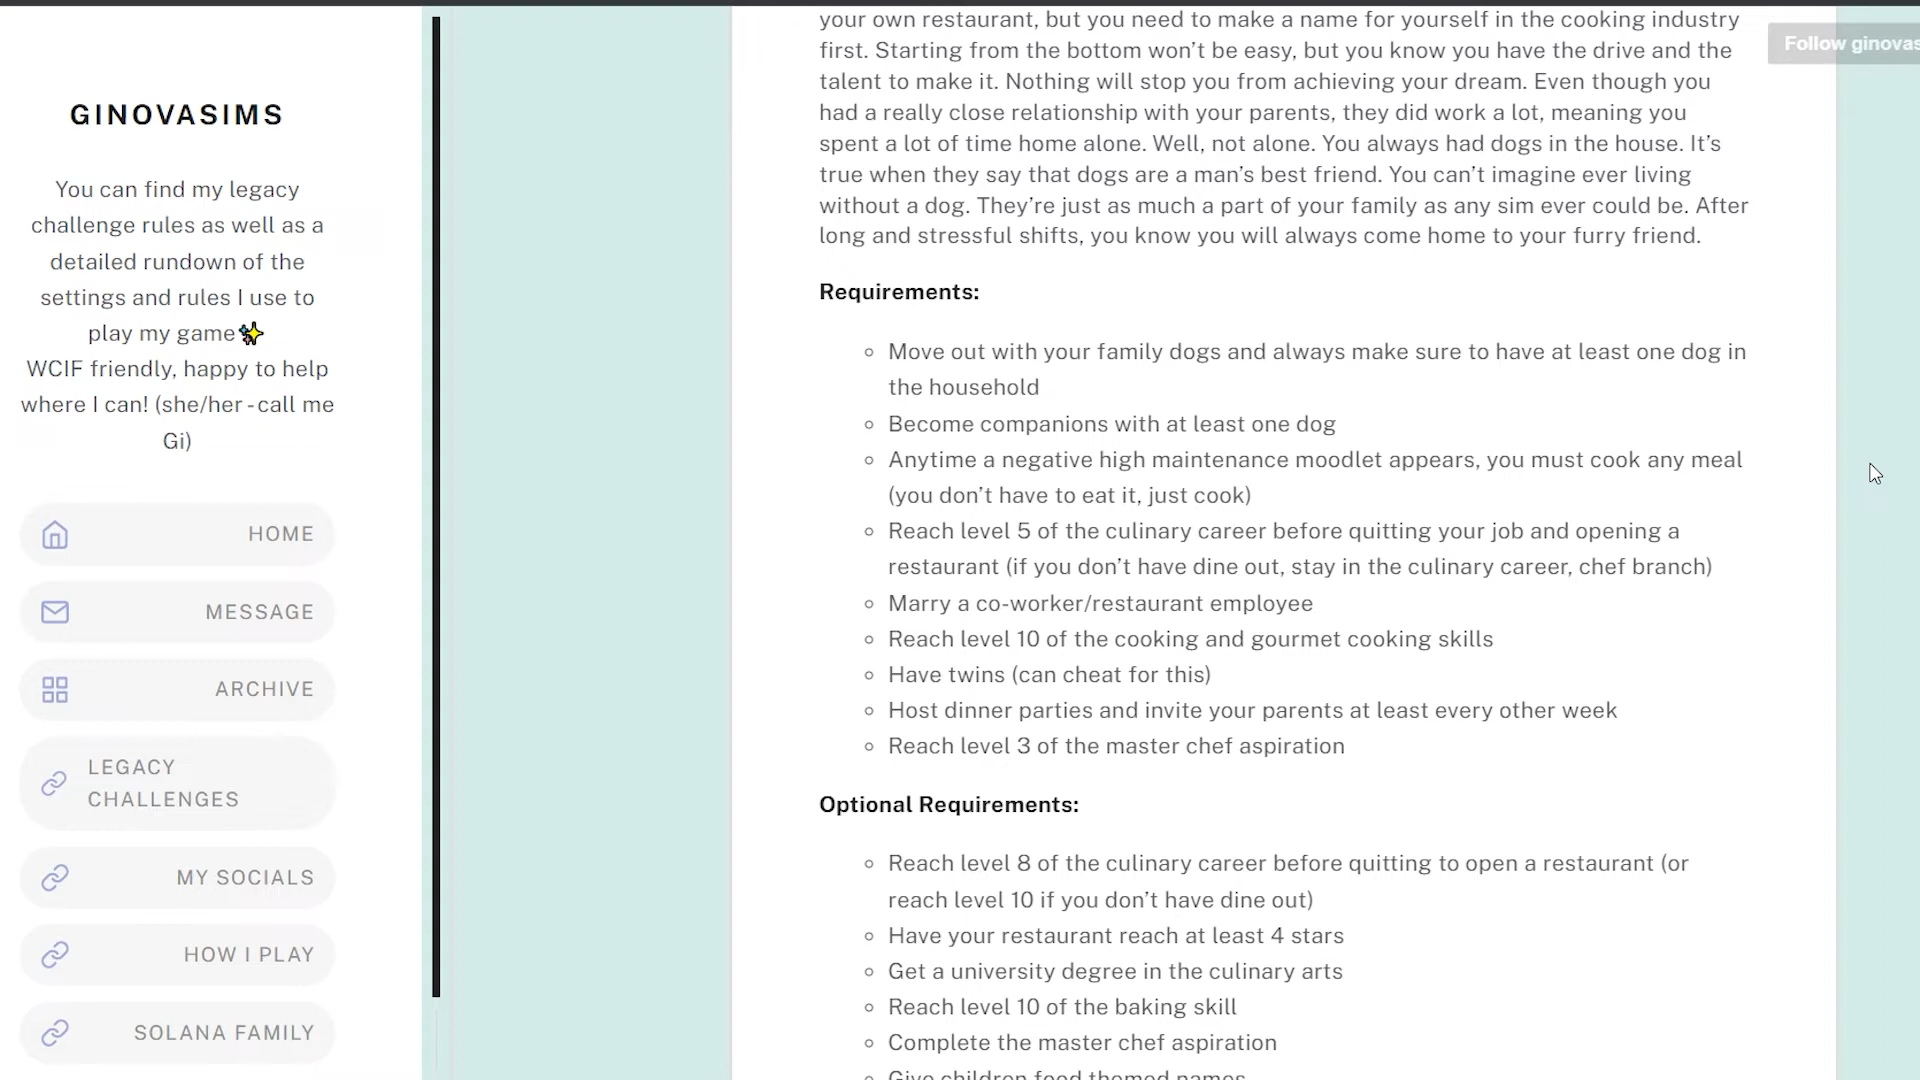 GINOVASIMS
You can find my legacy
challenge rules as well as a
detailed rundown of the
settings and rules I use to
play my game✨
WCIF friendly, happy to help
where I can! (she/her - call me
Gi)
HOME
MESSAGE
ARCHIVE
LEGACY
CHALLENGES
MY SOCIALS
HOW I PLAY
SOLANA FAMILY
your own restaurant, but you need to make a name for yourself in the cooking industry
first. Starting from the bottom won’t be easy, but you know you have the drive and the
talent to make it. Nothing will stop you from achieving your dream. Even though you
had a really close relationship with your parents, they did work a lot, meaning you
spent a lot of time home alone. Well, not alone. You always had dogs in the house. It’s
true when they say that dogs are a man’s best friend. You can’t imagine ever living
without a dog. They’re just as much a part of your family as any sim ever could be. After
long and stressful shifts, you know you will always come home to your furry friend.
Requirements:
Move out with your family dogs and always make sure to have at least one dog in
the household
Become companions with at least one dog
Anytime a negative high maintenance moodlet appears, you must cook any meal
(you don’t have to eat it, just cook)
Reach level 5 of the culinary career before quitting your job and opening a
restaurant (if you don’t have dine out, stay in the culinary career, chef branch)
Marry a co-worker/restaurant employee
Reach level 10 of the cooking and gourmet cooking skills
Have twins (can cheat for this)
Host dinner parties and invite your parents at least every other week
Reach level 3 of the master chef aspiration
Optional Requirements:
Reach level 8 of the culinary career before quitting to open a restaurant (or
reach level 10 if you don’t have dine out)
Have your restaurant reach at least 4 stars
Get a university degree in the culinary arts
Reach level 10 of the baking skill
Complete the master chef aspiration
Give children food themed names
Follow ginovas